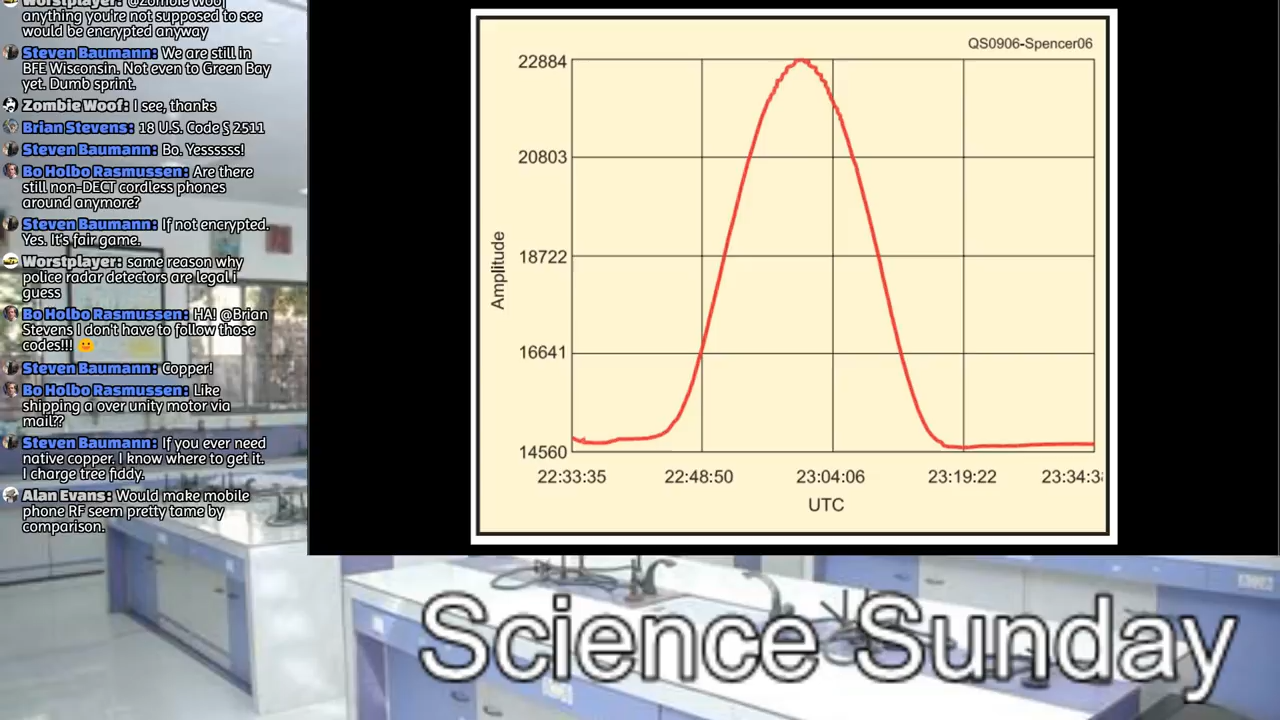 Worstplayer: @Zombie Woof
anything you're not supposed to see
would be encrypted anyway
Steven Baumann: We are still in
BFE Wisconsin. Not even to Green Bay
yet. Dumb sprint.
Zombie Woof: I see, thanks
Brian Stevens: 18 U.S. Code § 2511
Steven Baumann: Bo. Yessssss!
Bo Holbo Rasmussen: Are there
still non-DECT cordless phones
around anymore?
Steven Baumann: If not encrypted.
Yes. It's fair game.
Worstplayer: same reason why
police radar detectors are legal i
guess
Bo Holbo Rasmussen: HA! @Brian
Stevens I don't have to follow those
codes!!!
Steven Baumann: Copper!
Bo Holbo Rasmussen: Like
shipping a over unity motor via
mail??
Steven Baumann: If you ever need
native copper. I know where to get it.
I charge tree fiddy.
Alan Evans: Would make mobile
phone RF seem pretty tame by
comparison.
QS0906-Spencer06
22884
20803
18722
16641
14560
Amplitude
22:33:35 22:48:50 23:04:06 23:19:22 23:34:3
UTC
Science Sunday